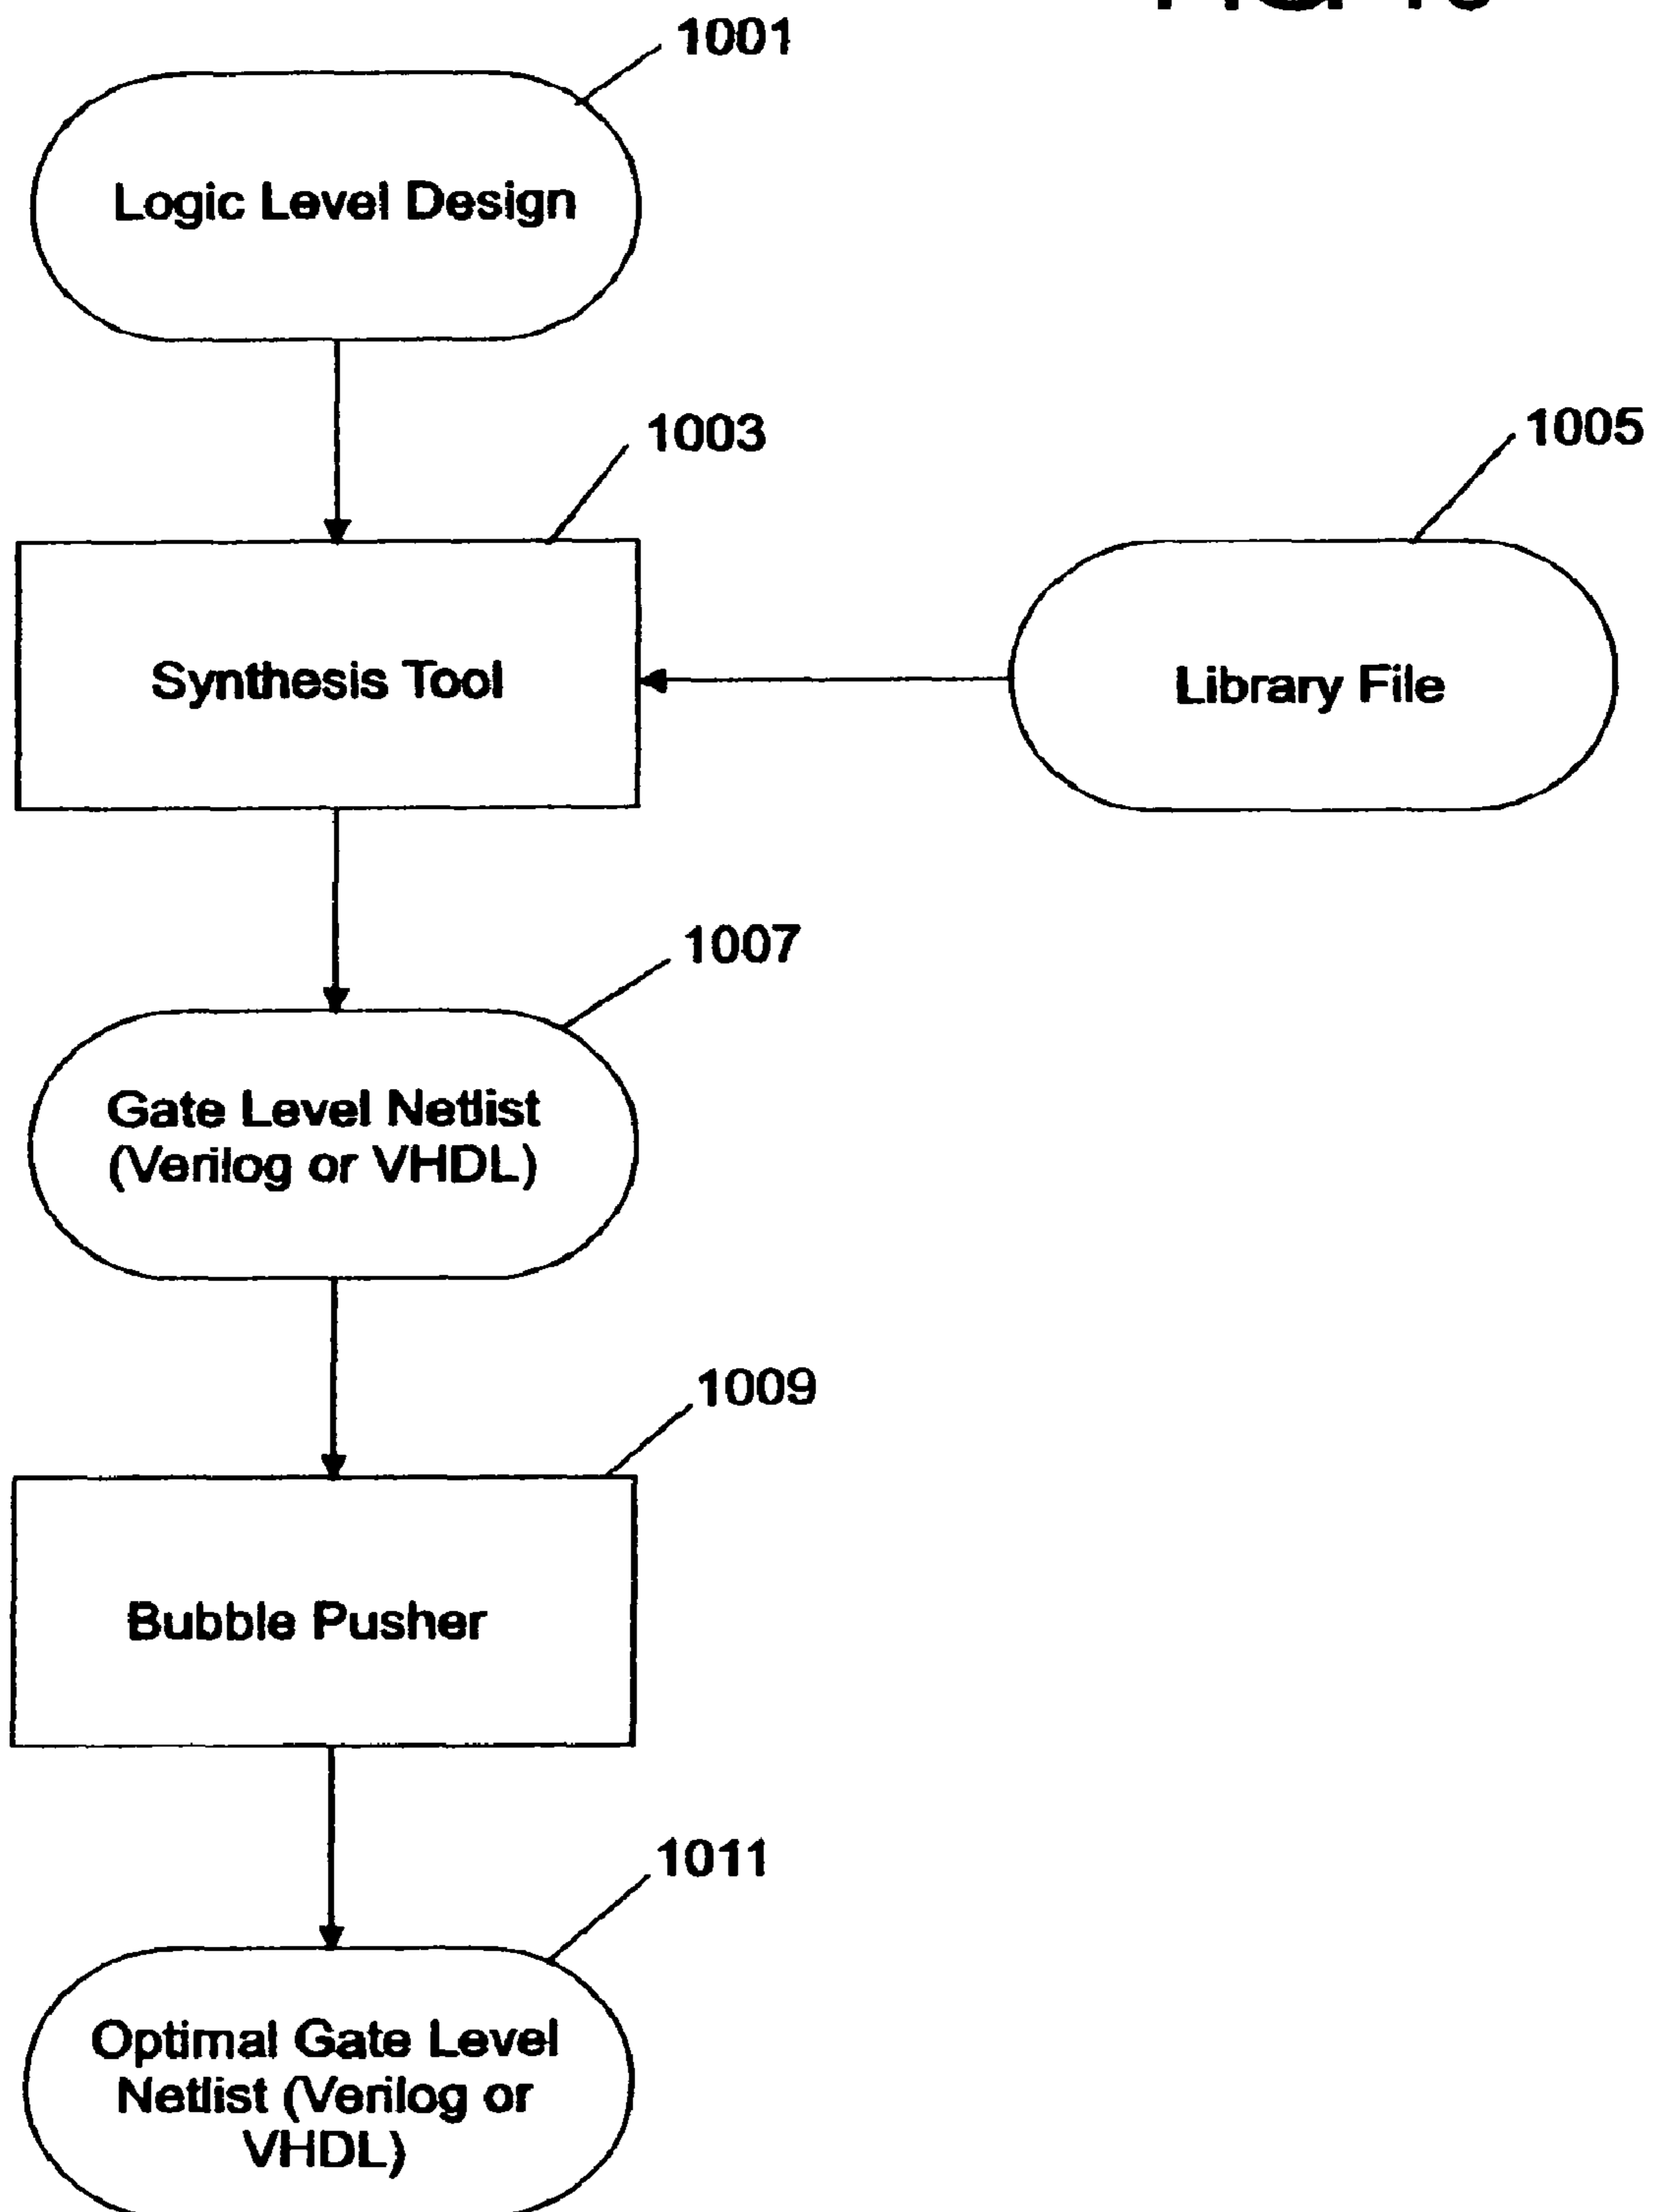 1001
Logic Level Design
1003
1005
Synthesis Tool
Library File
1007
Gate Level Netlist
(Verilog or VHDL)
1009
Bubble Pusher
1011
Optimal Gate Level
Netlist (Verilog or
VHDL)